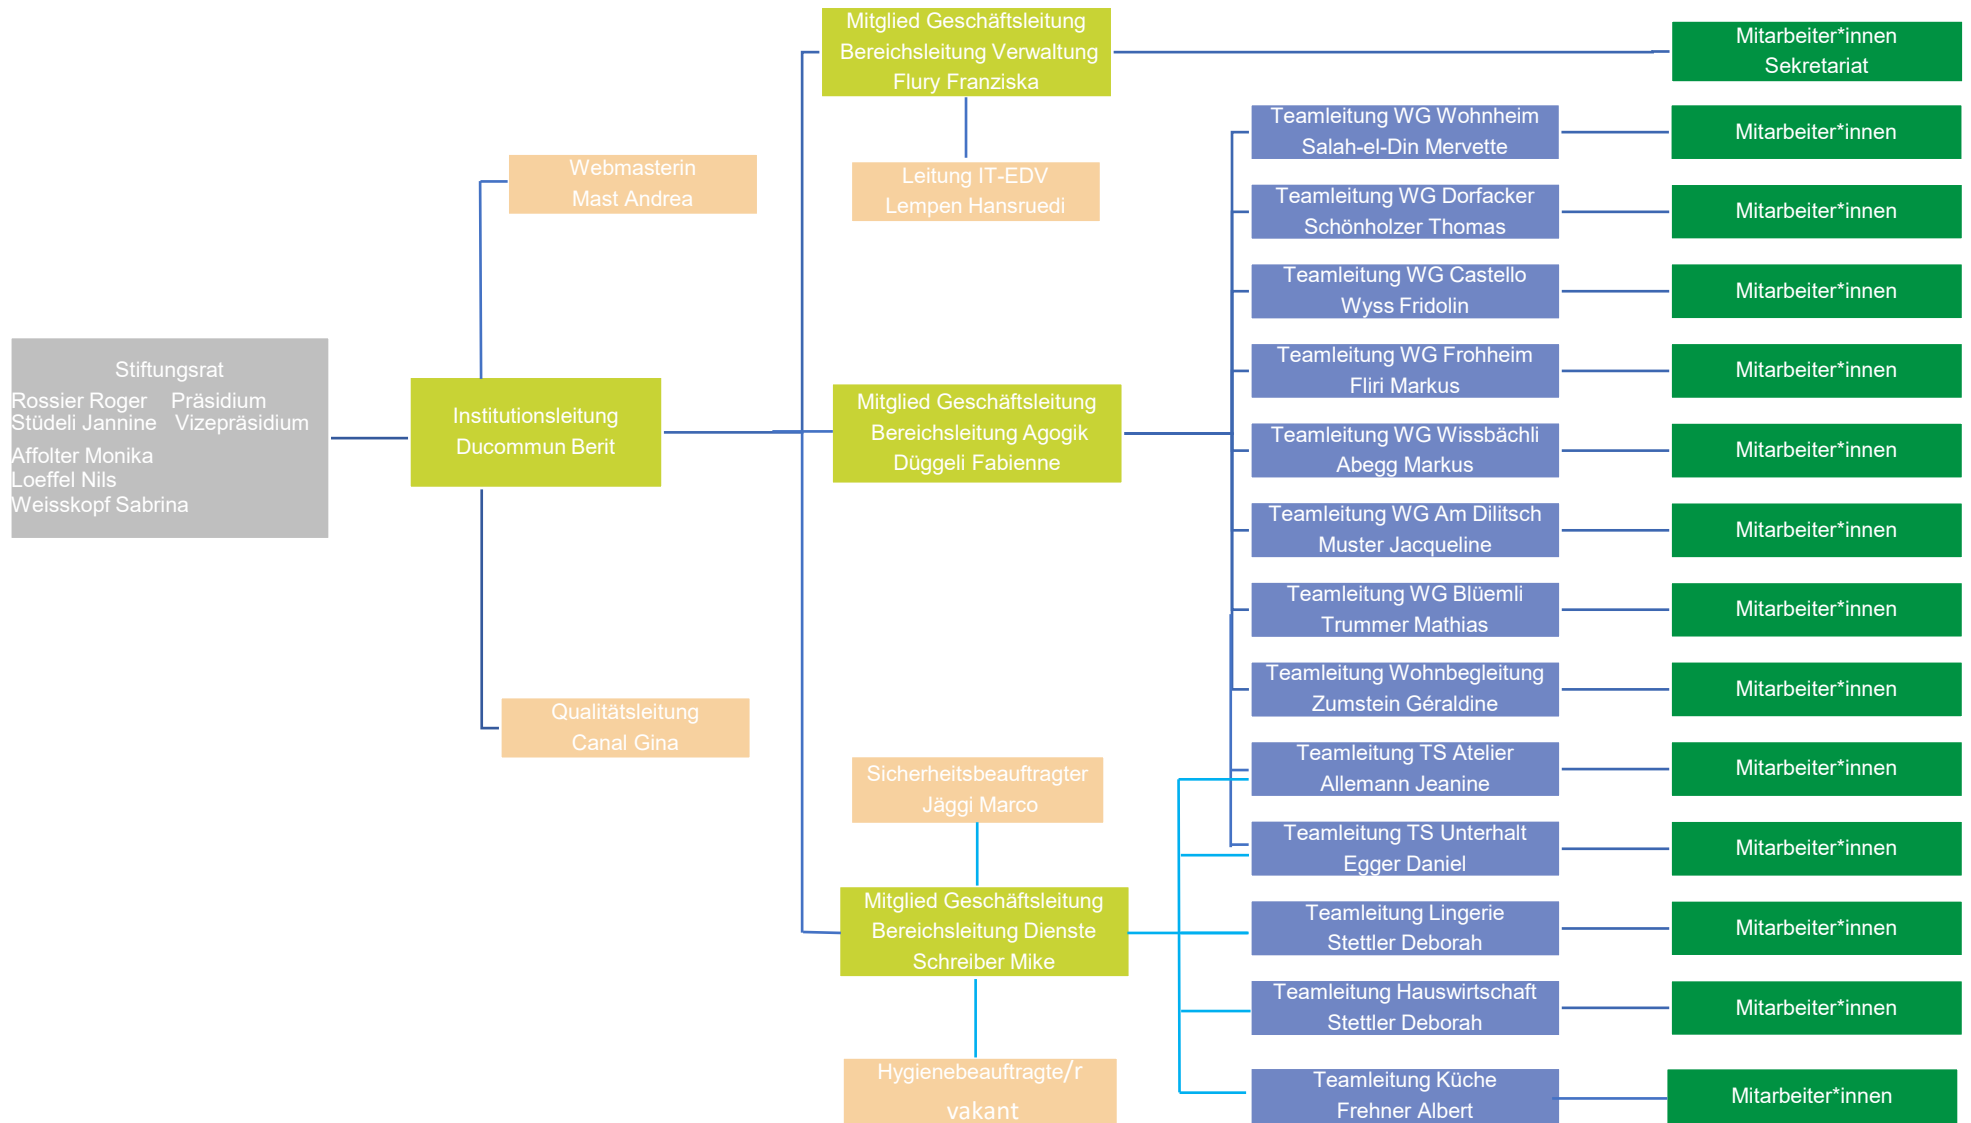 Stiftungsrat
Rossier Roger Präsidium
Stüdeli Jannine Vizepräsidium
Affolter Monika
Loeffel Nils
Weisskopf Sabrina
Institutionsleitung
Ducommun Berit
Webmasterin
Mast Andrea
Qualitätsleitung
Canal Gina
Mitglied Geschäftsleitung
Bereichsleitung Verwaltung
Flury Franziska
Leitung IT-EDV
Lempen Hansruedi
Mitglied Geschäftsleitung
Bereichsleitung Agogik
Düggeli Fabienne
Sicherheitsbeauftragter
Jäggi Marco
Mitglied Geschäftsleitung
Bereichsleitung Dienste
Schreiber Mike
Hygienebeauftragte/r
vakant
Mitarbeiter*innen
Sekretariat
Teamleitung WG Wohnheim
Salah-el-Din Mervette
Mitarbeiter*innen
Teamleitung WG Dorfacker
Schönholzer Thomas
Mitarbeiter*innen
Teamleitung WG Castello
Wyss Fridolin
Mitarbeiter*innen
Teamleitung WG Frohheim
Fliri Markus
Mitarbeiter*innen
Teamleitung WG Wissbächli
Abegg Markus
Mitarbeiter*innen
Teamleitung WG Am Dilitsch
Muster Jacqueline
Mitarbeiter*innen
Teamleitung WG Blüemli
Trummer Mathias
Mitarbeiter*innen
Teamleitung Wohnbegleitung
Zumstein Géraldine
Mitarbeiter*innen
Teamleitung TS Atelier
Allemann Jeanine
Mitarbeiter*innen
Teamleitung TS Unterhalt
Egger Daniel
Mitarbeiter*innen
Teamleitung Lingerie
Stettler Deborah
Mitarbeiter*innen
Teamleitung Hauswirtschaft
Stettler Deborah
Mitarbeiter*innen
Teamleitung Küche
Frehner Albert
Mitarbeiter*innen